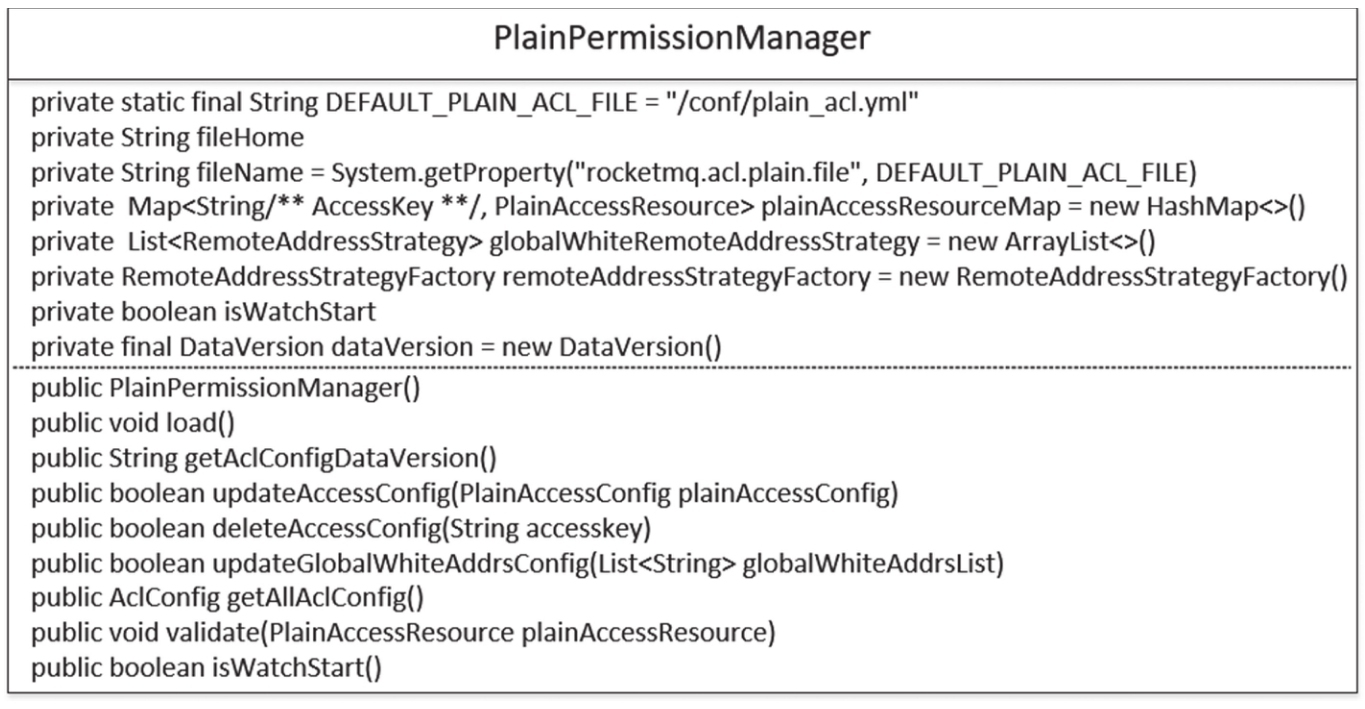 PlainPermissionManager
private static final String DEFAULT_PLAIN_ACL_FILE = "/conf/plain_acl.yml"
private String fileHome
private String fileName = System.getProperty("rocketmq.acl.plain.file", DEFAULT_PLAIN_ACL_FILE)
private  Map<String/** AccessKey **/, PlainAccessResource> plainAccessResourceMap = new HashMap<>()
private  List<RemoteAddressStrategy> globalWhiteRemoteAddressStrategy = new ArrayList<>()
private RemoteAddressStrategyFactory remoteAddressStrategyFactory = new RemoteAddressStrategyFactory()
private boolean isWatchStart
private final DataVersion dataVersion = new DataVersion()
public PlainPermissionManager()
public void load()
public String getAclConfigDataVersion()
public boolean updateAccessConfig(PlainAccessConfig plainAccessConfig)
public boolean deleteAccessConfig(String accesskey)
public boolean updateGlobalWhiteAddrsConfig(List<String> globalWhiteAddrsList)
public AclConfig getAllAclConfig()
public void validate(PlainAccessResource plainAccessResource)
public boolean isWatchStart()